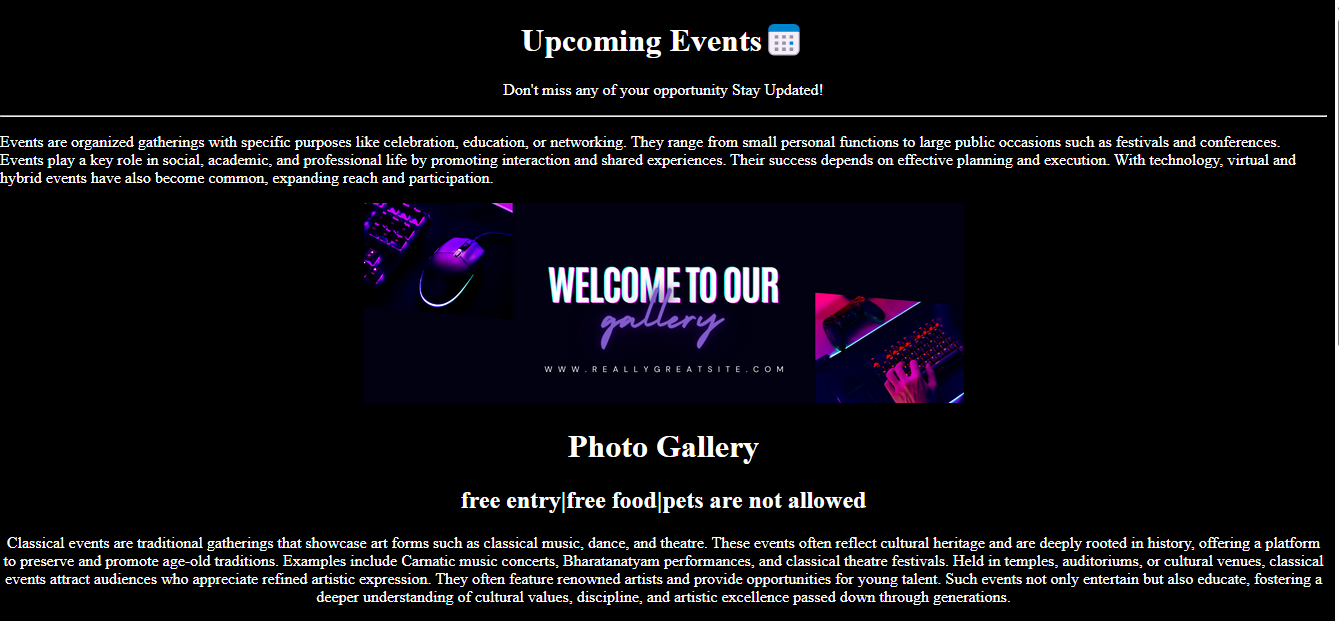 Upcoming Events
Don't miss any of your opportunity Stay Updated!
Events are organized gatherings with specific purposes like celebration, education, or networking. They range from small personal functions to large public occasions such as festivals and conferences.
Events play a key role in social, academic, and professional life by promoting interaction and shared experiences. Their success depends on effective planning and execution. With technology, virtual and
hybrid events have also become common, expanding reach and participation.
WELCOME TO OUR
gallery
WWW.REALLYGREATSITE.COM
Photo Gallery
free entry|free food|pets are not allowed
Classical events are traditional gatherings that showcase art forms such as classical music, dance, and theatre. These events often reflect cultural heritage and are deeply rooted in history, offering a platform
to preserve and promote age-old traditions. Examples include Carnatic music concerts, Bharatanatyam performances, and classical theatre festivals. Held in temples, auditoriums, or cultural venues, classical
events attract audiences who appreciate refined artistic expression. They often feature renowned artists and provide opportunities for young talent. Such events not only entertain but also educate, fostering a
deeper understanding of cultural values, discipline, and artistic excellence passed down through generations.